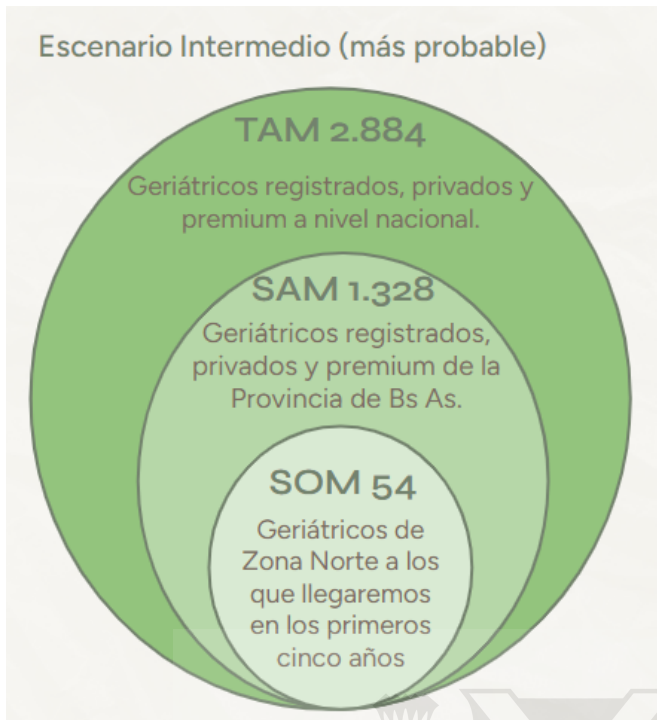 Escenario Intermedio (más probable)
TAM 2.884
Geriátricos registrados, privados y
premium a nivel nacional.
SAM 1.328
Geriátricos registrados,
privados y premium de la
Provincia de Bs As.
SOM 54
Geriátricos de
Zona Norte a los
que llegaremos
en los primeros
cinco años